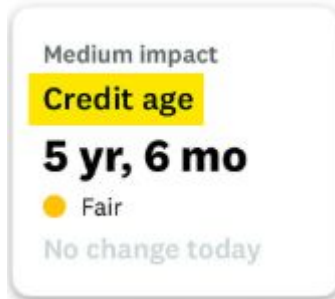 Medium impact
Credit age
5 yr, 6 mo
Fair
No change today